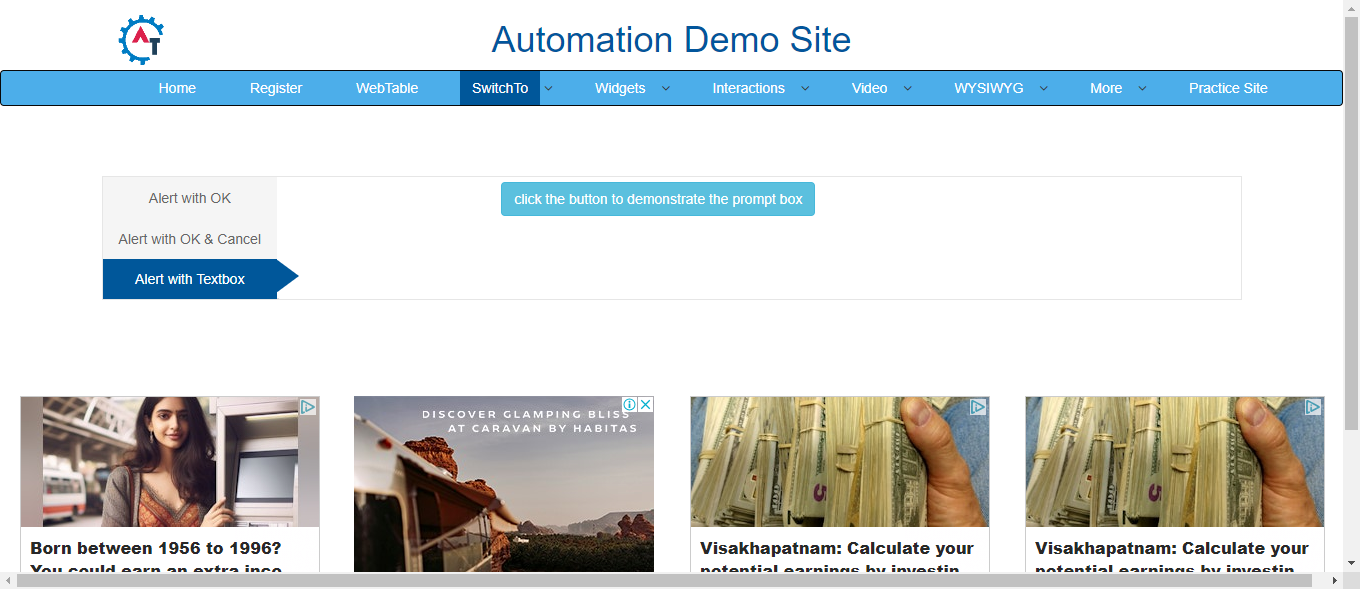 Automation Demo Site
Home Register WebTable SwitchTo Widgets Interactions Video WYSIWYG More Practice Site
Alert with OK
click the button to demonstrate the prompt box
Alert with OK & Cancel
Alert with Textbox
DISCOVER GLAMPING BLISS
AT CARAVAN BY HABITAS
Born between 1956 to 1996?
You could earn an extra inco
Visakhapatnam: Calculate your
potential earnings by investin
Visakhapatnam: Calculate your
potential earnings by investin